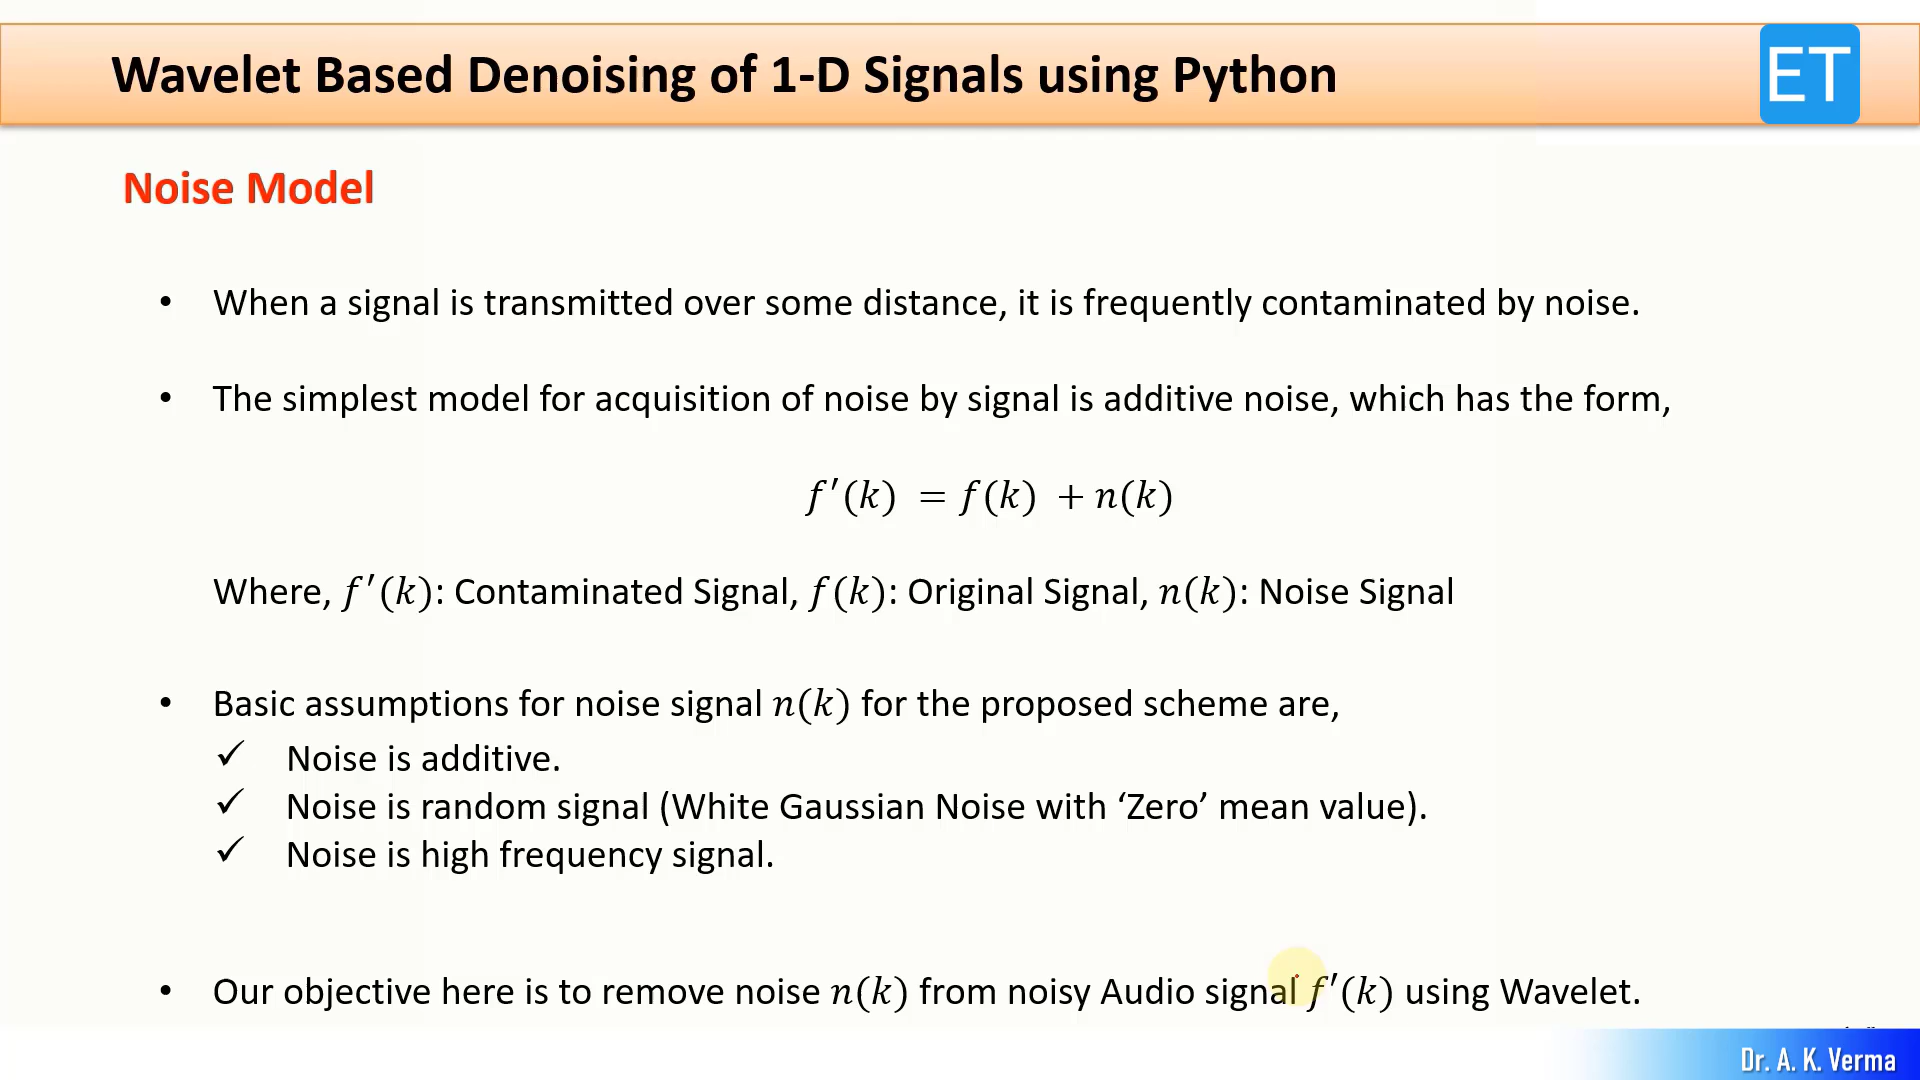 Wavelet Based Denoising of 1-D Signals using Python
ET
Noise Model
• When a signal is transmitted over some distance, it is frequently contaminated by noise.
• The simplest model for acquisition of noise by signal is additive noise, which has the form,
f′(k) = f(k) + n(k)
Where, f′(k): Contaminated Signal, f(k): Original Signal, n(k): Noise Signal
• Basic assumptions for noise signal n(k) for the proposed scheme are,
✓ Noise is additive.
✓ Noise is random signal (White Gaussian Noise with ‘Zero’ mean value).
✓ Noise is high frequency signal.
• Our objective here is to remove noise n(k) from noisy Audio signal f′(k) using Wavelet.
Dr. A. K. Verma